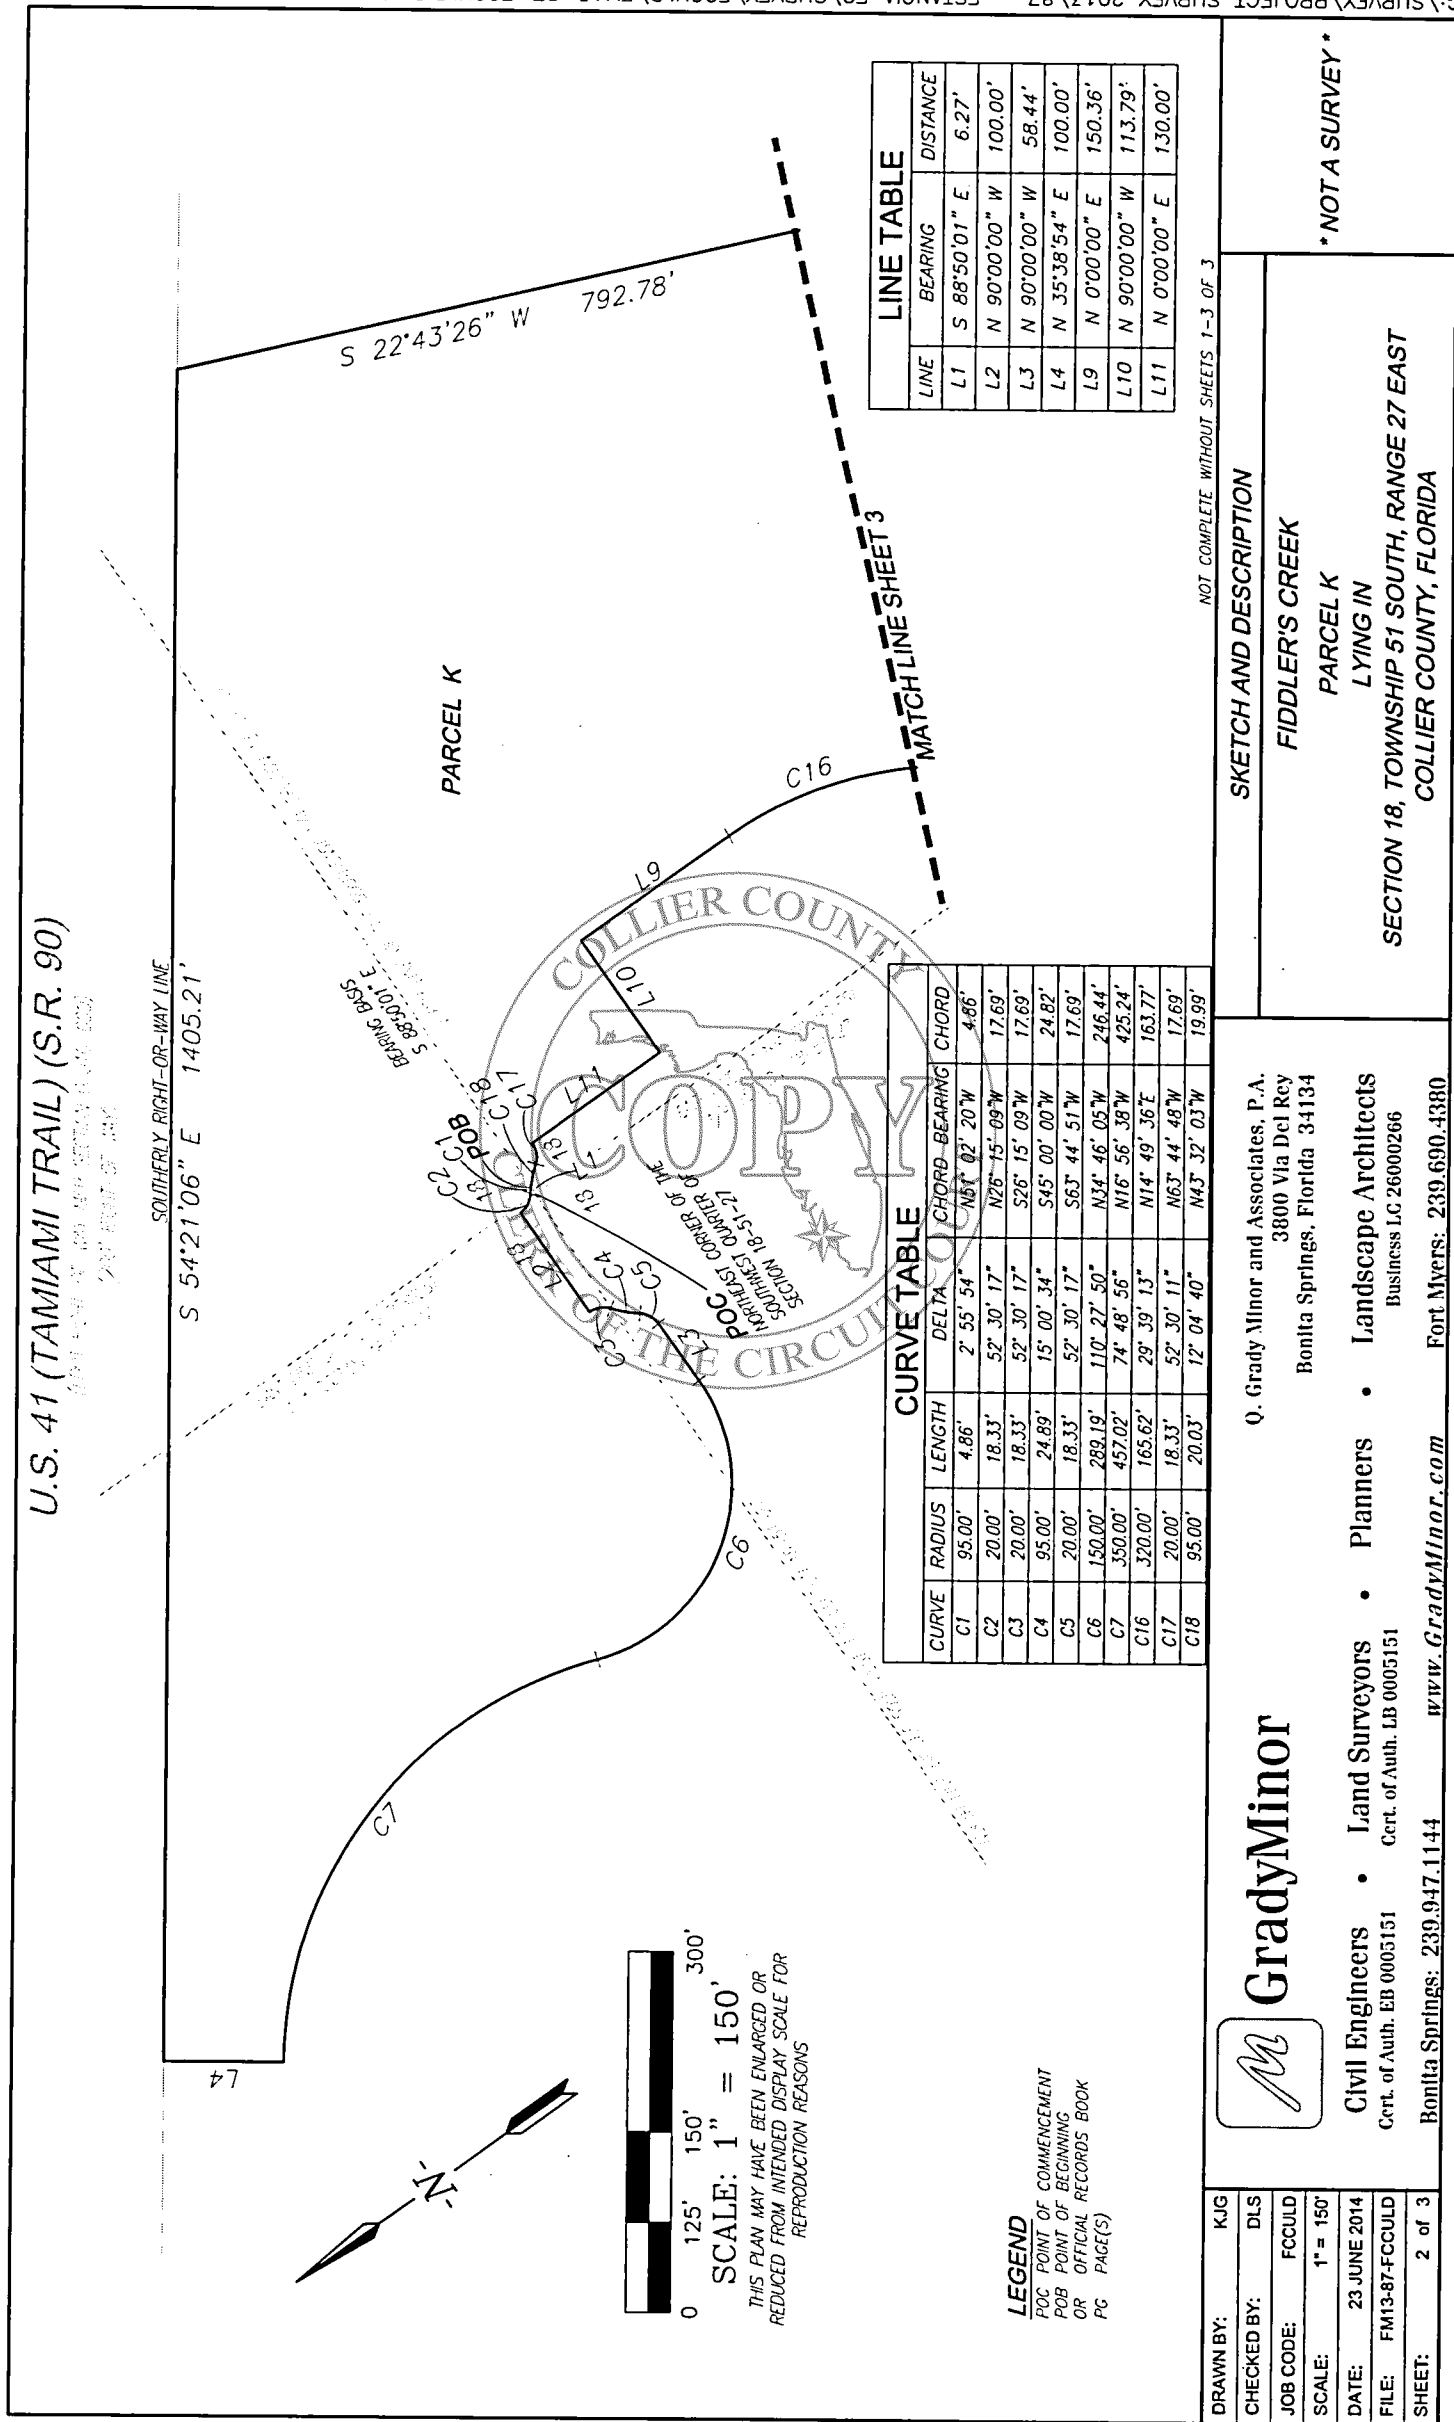 U.S. 41 (TAMIAMI TRAIL) (S.R. 90)
SOUTHERLY RIGHT-OR-WAY LINE
S 54°21'06" E 1405.21'
S 22°43'26" W 792.78'
BEARING BASIS
S 88°50'01" E
PARCEL K
MATCH LINE SHEET 3
C16
L9
L10
L11
C17
C18
POB
C1
C2
L13
L2
C3
C4
C5
L3
C6
C7
L4
POC
NORTHEAST CORNER OF THE
SOUTHWEST QUARTER OF
SECTION 18-51-27
COLLIER COUNTY
CLERK OF THE CIRCUIT COURT
COPY
-N-
0 125' 150' 300'
SCALE: 1" = 150'
THIS PLAN MAY HAVE BEEN ENLARGED OR
REDUCED FROM INTENDED DISPLAY SCALE FOR
REPRODUCTION REASONS
LEGEND
POC POINT OF COMMENCEMENT
POB POINT OF BEGINNING
OR OFFICIAL RECORDS BOOK
PG PAGE(S)
LINE TABLE
LINE BEARING DISTANCE
L1 S 88°50'01" E 6.27'
L2 N 90°00'00" W 100.00'
L3 N 90°00'00" W 58.44'
L4 N 35°38'54" E 100.00'
L9 N 0°00'00" E 150.36'
L10 N 90°00'00" W 113.79'
L11 N 0°00'00" E 130.00'
CURVE TABLE
CURVE RADIUS LENGTH DELTA CHORD BEARING CHORD
C1 95.00' 4.86' 2° 55' 54" N51° 02' 20"W 4.86'
C2 20.00' 18.33' 52° 30' 17" N26° 15' 09"W 17.69'
C3 20.00' 18.33' 52° 30' 17" S26° 15' 09"W 17.69'
C4 95.00' 24.89' 15° 00' 34" S45° 00' 00"W 24.82'
C5 20.00' 18.33' 52° 30' 17" S63° 44' 51"W 17.69'
C6 150.00' 289.19' 110° 27' 50" N34° 46' 05"W 246.44'
C7 350.00' 457.02' 74° 48' 56" N16° 56' 38"W 425.24'
C16 320.00' 165.62' 29° 39' 13" N14° 49' 36"E 163.77'
C17 20.00' 18.33' 52° 30' 11" N63° 44' 48"W 17.69'
C18 95.00' 20.03' 12° 04' 40" N43° 32' 03"W 19.99'
NOT COMPLETE WITHOUT SHEETS 1-3 OF 3
DRAWN BY: KJG
CHECKED BY: DLS
JOB CODE: FCCULD
SCALE: 1" = 150'
DATE: 23 JUNE 2014
FILE: FM13-87-FCCULD
SHEET: 2 of 3
GradyMinor
Q. Grady Minor and Associates, P.A.
3800 Via Del Rey
Bonita Springs, Florida 34134
Civil Engineers • Land Surveyors • Planners • Landscape Architects
Cert. of Auth. EB 0005151 Cert. of Auth. LB 0005151 Business LC 26000266
Bonita Springs: 239.947.1144 www.GradyMinor.com Fort Myers: 239.690.4380
SKETCH AND DESCRIPTION
FIDDLER'S CREEK
PARCEL K
LYING IN
SECTION 18, TOWNSHIP 51 SOUTH, RANGE 27 EAST
COLLIER COUNTY, FLORIDA
*NOT A SURVEY*